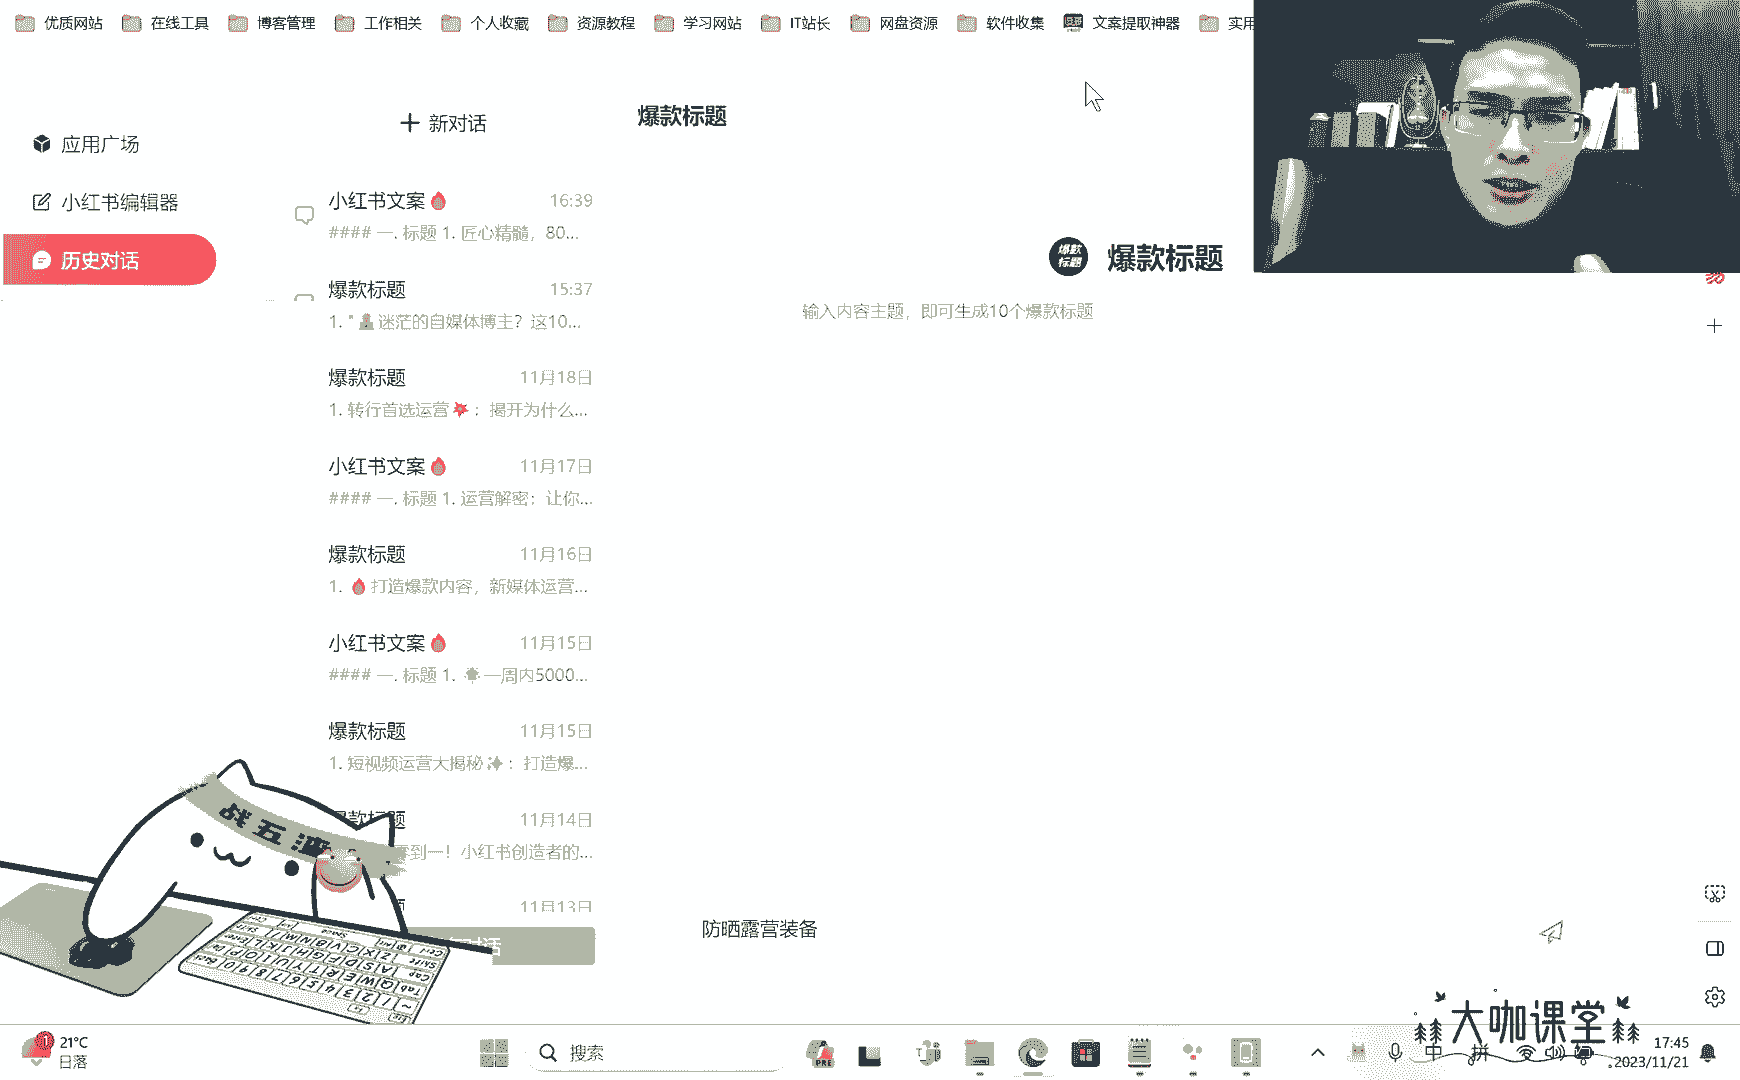 优质网站 在线工具 博客管理 工作相关 个人收藏 资源教程 学习网站 IT站长 网盘资源 软件收集 文案提取神器 实用
应用广场
小红书编辑器
历史对话
新对话
小红书文案 16:39
#### 一. 标题 1. 匠心精髓，80...
爆款标题 15:37
1. "迷茫的自媒体博主？这10...
爆款标题 11月18日
1. 转行首选运营：揭开为什么...
小红书文案 11月17日
#### 一. 标题 1. 运营解密：让你...
爆款标题 11月16日
1. 打造爆款内容，新媒体运营...
小红书文案 11月15日
#### 一. 标题 1. 一周内5000...
爆款标题 11月15日
1. 短视频运营大揭秘：打造爆...
款标题 11月14日
零到一！小红书创造者的...
11月13日
爆款标题
爆款标题
爆款标题
输入内容主题，即可生成10个爆款标题
防晒露营装备
战五渣
大咖课堂
21°C
日落
搜索
PRE
中 拼
17:45
2023/11/21